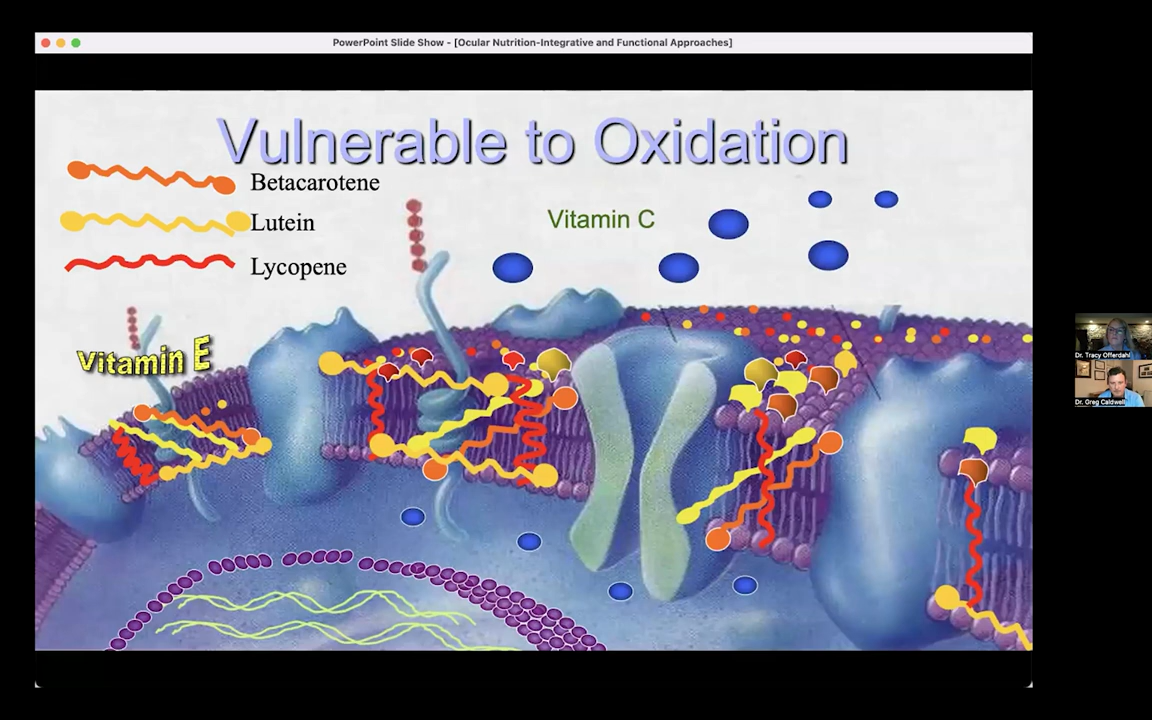 PowerPoint Slide Show - [Ocular Nutrition-Integrative and Functional Approaches]
Vulnerable to Oxidation
Betacarotene
Lutein
Lycopene
Vitamin C
Vitamin E
Dr. Tracy Offerdahl
Dr. Greg Caldwell